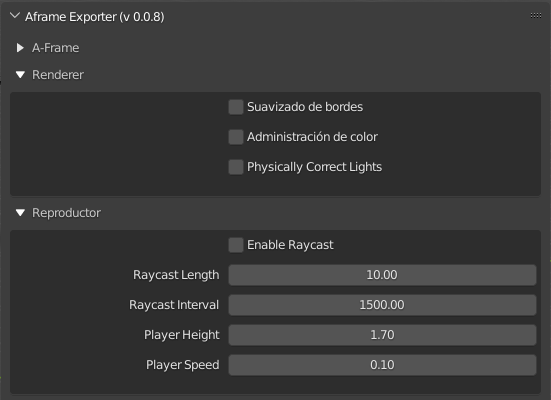 Aframe Exporter (v 0.0.8)
A-Frame
Renderer
Suavizado de bordes
Administración de color
Physically Correct Lights
Reproductor
Enable Raycast
Raycast Length 10.00
Raycast Interval 1500.00
Player Height 1.70
Player Speed 0.10